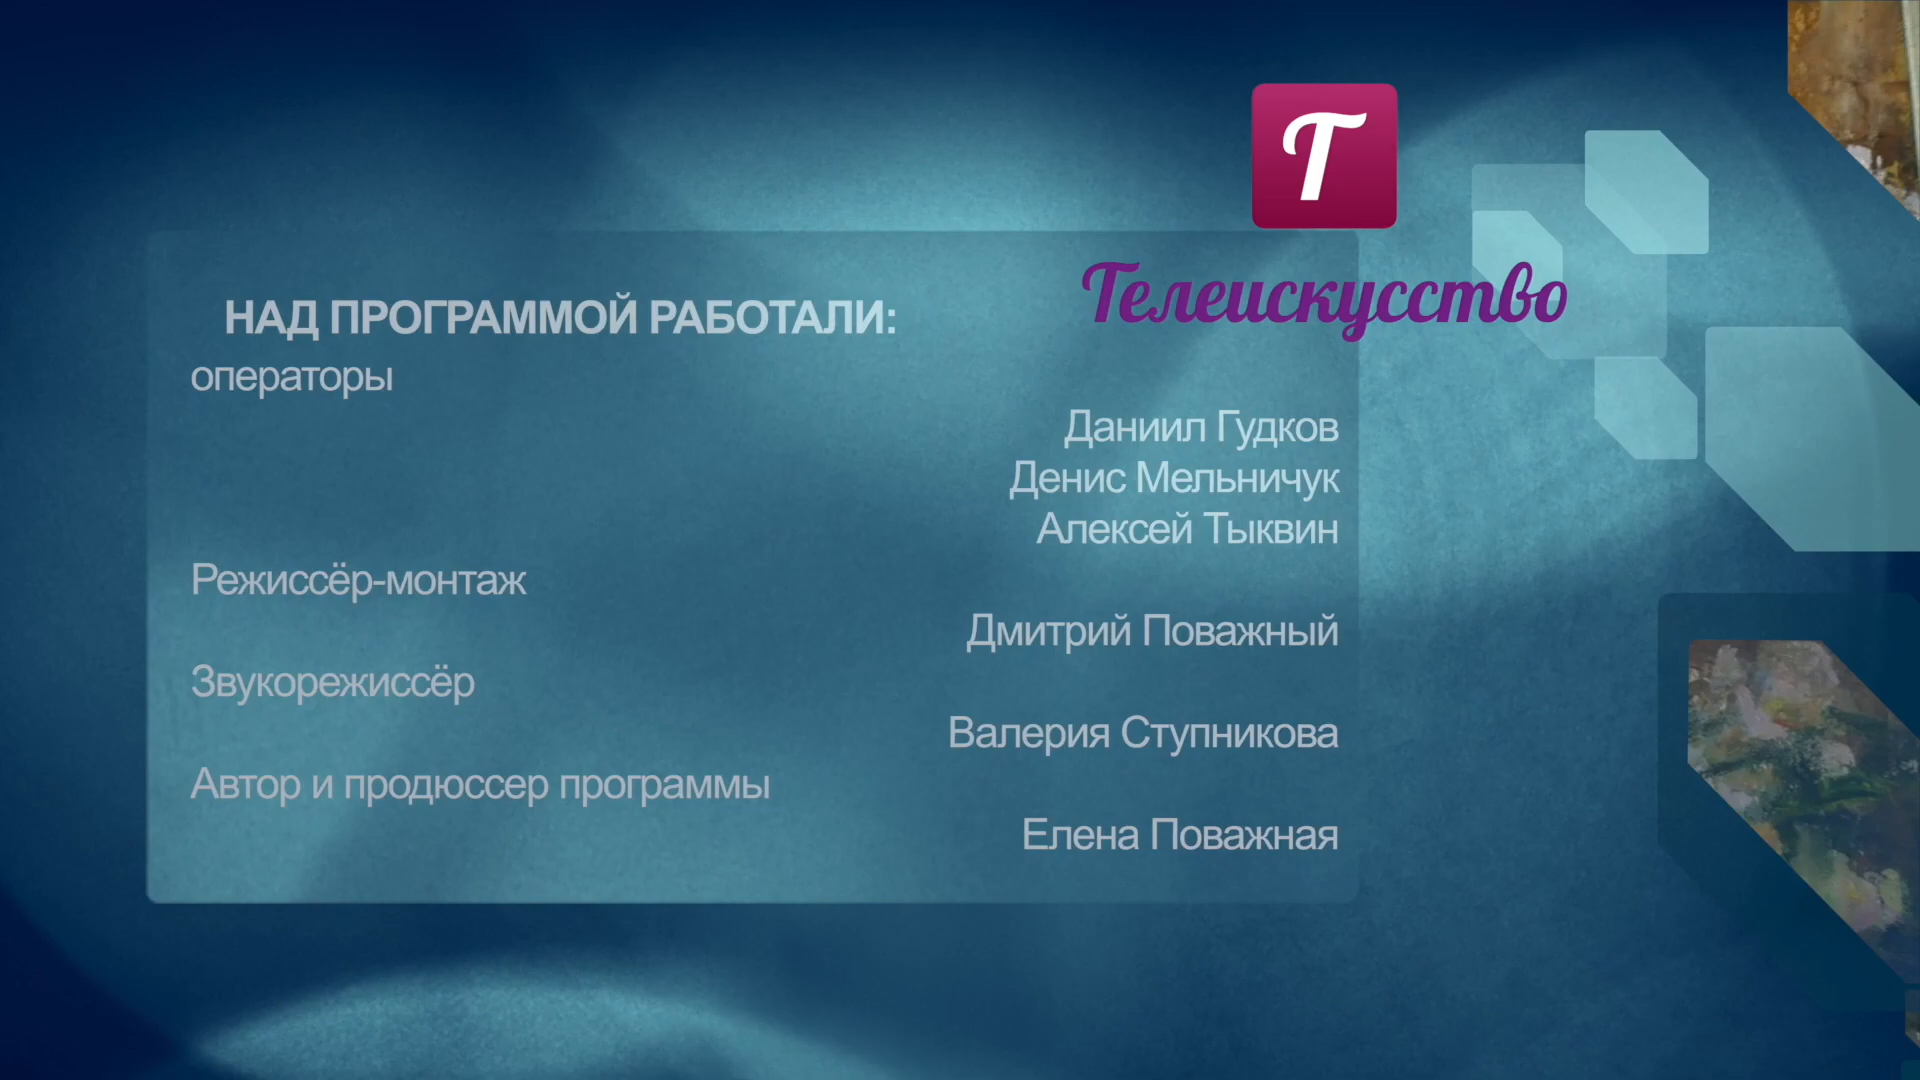 Т
Телеискусство
НАД ПРОГРАММОЙ РАБОТАЛИ:
операторы
Даниил Гудков
Денис Мельничук
Алексей Тыквин
Режиссёр-монтаж
Дмитрий Поважный
Звукорежиссёр
Валерия Ступникова
Автор и продюссер программы
Елена Поважная